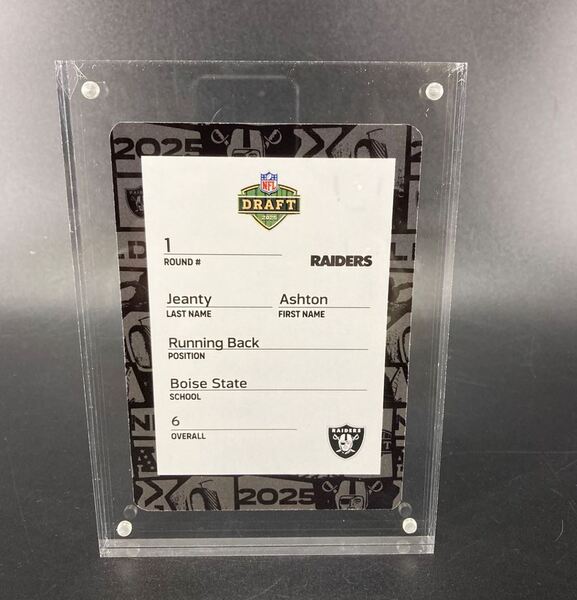 2025
NFL
DRAFT
2025
1
ROUND #
RAIDERS
Jeanty Ashton
LAST NAME FIRST NAME
Running Back
POSITION
Boise State
SCHOOL
6
OVERALL
RAIDERS
2025